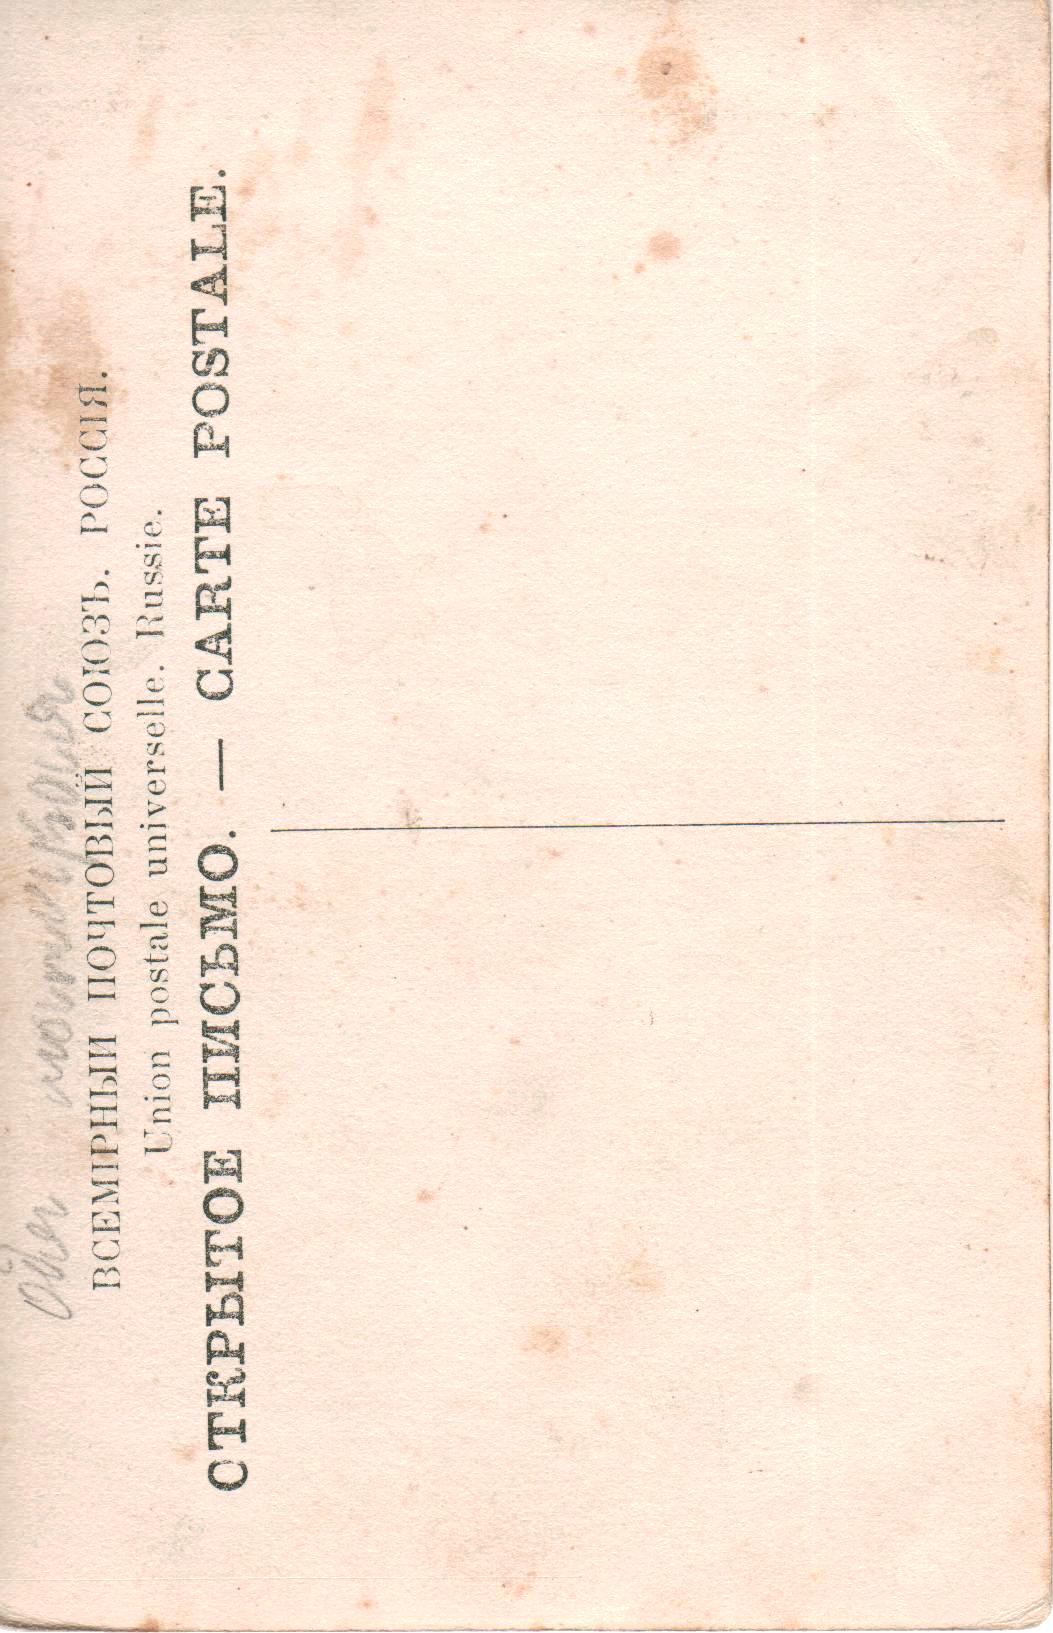 ВСЕМІРНЫЙ ПОЧТОВЫЙ СОЮЗЪ. РОССІЯ.
Union postale universelle. Russie.
ОТКРЫТОЕ ПИСЬМО. — CARTE POSTALE.